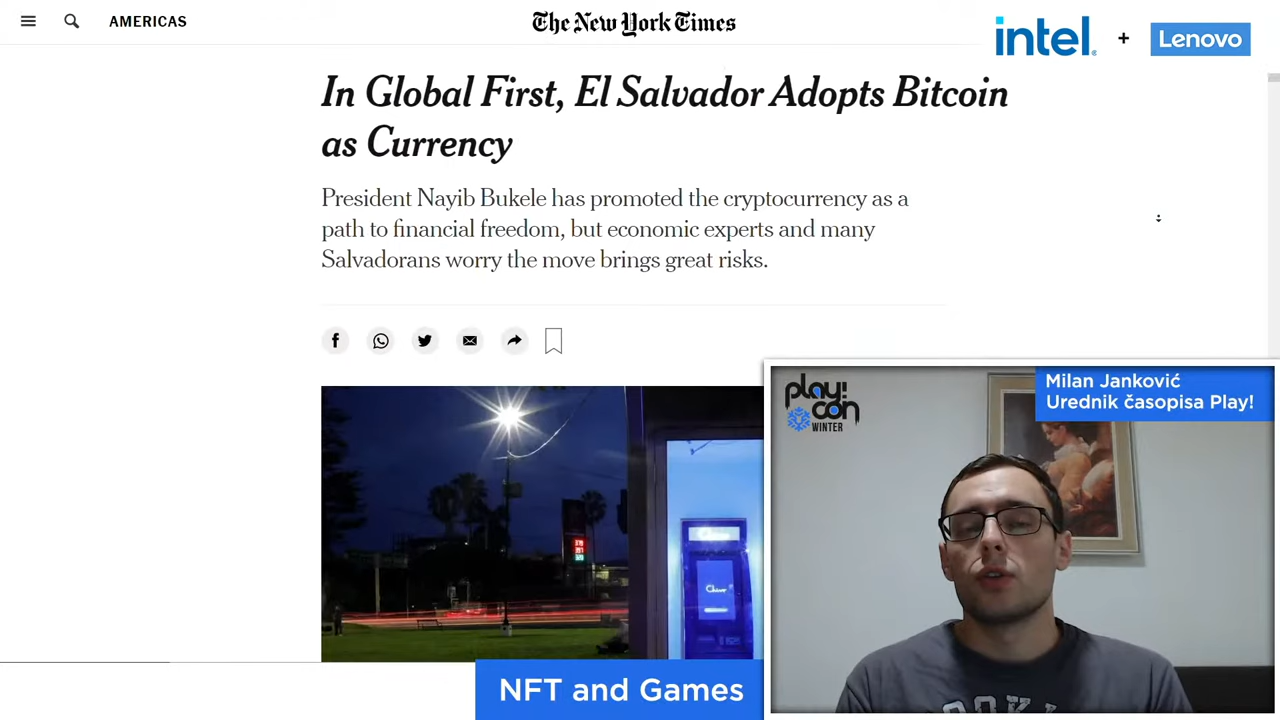 AMERICAS
The New York Times
intel + Lenovo
In Global First, El Salvador Adopts Bitcoin
as Currency
President Nayib Bukele has promoted the cryptocurrency as a
path to financial freedom, but economic experts and many
Salvadorans worry the move brings great risks.
play!
con
WINTER
Milan Janković
Urednik časopisa Play!
Chivo
NFT and Games